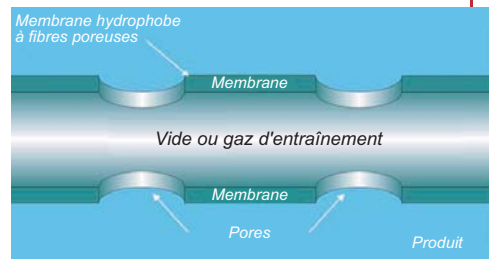 Membrane hydrophobe
à fibres poreuses
Membrane
Vide ou gaz d'entraînement
Membrane
Pores
Produit